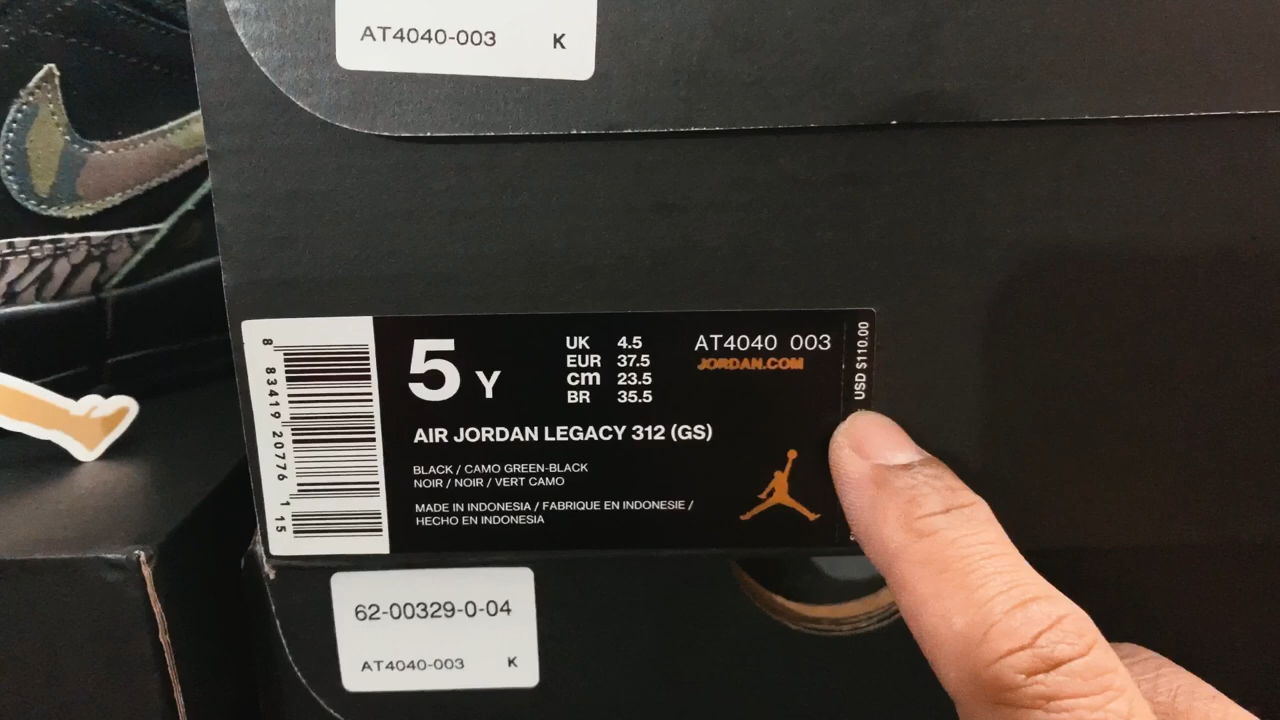 AT4040-003 K
8 83419 20776 1 15
5 Y
UK 4.5
EUR 37.5
cm 23.5
BR 35.5
AT4040 003
JORDAN.COM
USD $110.00
AIR JORDAN LEGACY 312 (GS)
BLACK / CAMO GREEN-BLACK
NOIR / NOIR / VERT CAMO
MADE IN INDONESIA / FABRIQUE EN INDONESIE /
HECHO EN INDONESIA
62-00329-0-04
AT4040-003 K